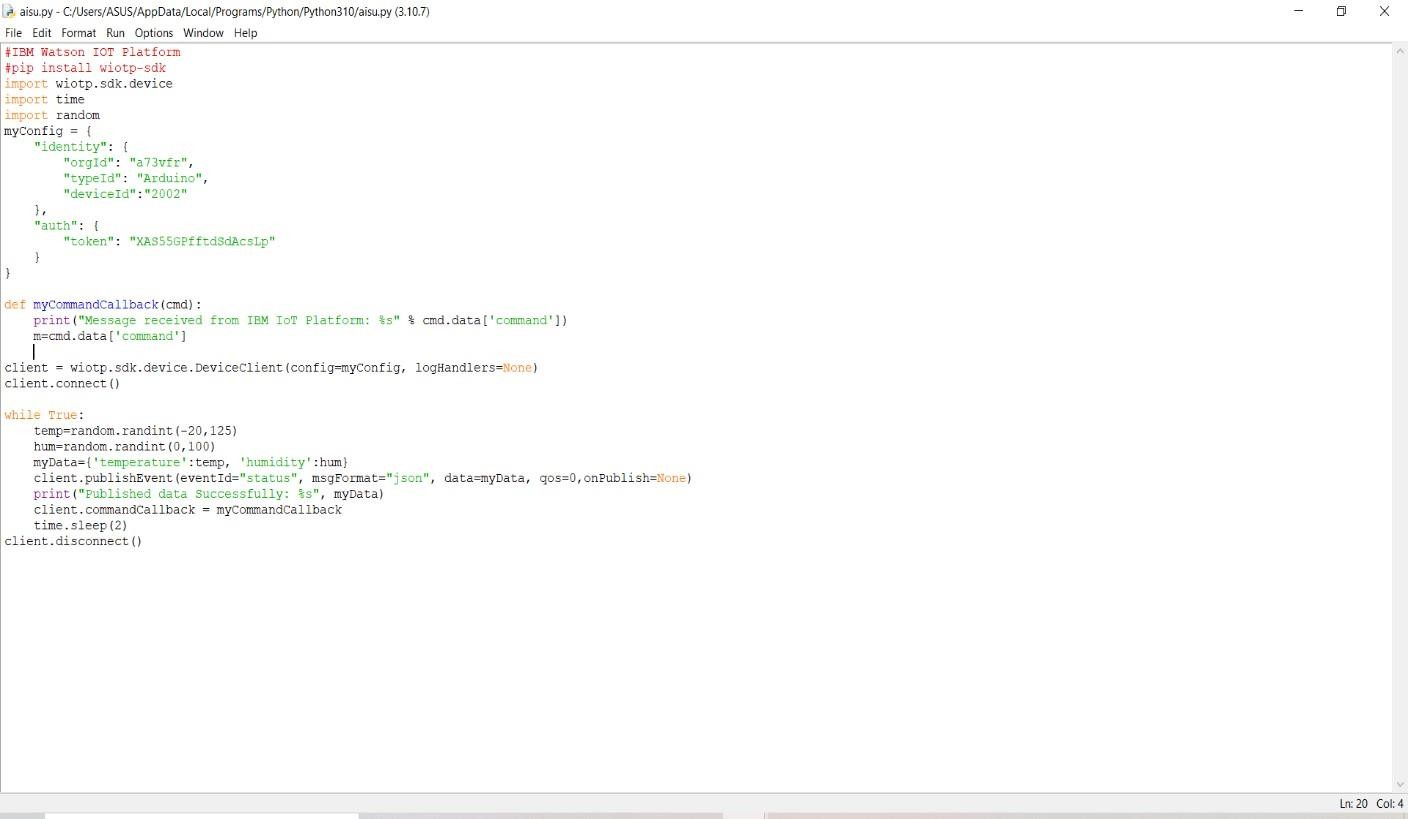 aisu.py - C:/Users/ASUS/AppData/Local/Programs/Python/Python310/aisu.py (3.10.7)
File Edit Format Run Options Window Help
#IBM Watson IOT Platform
#pip install wiotp-sdk
import wiotp.sdk.device
import time
import random
myConfig = {
    "identity": {
        "orgId": "a73vfr",
        "typeId": "Arduino",
        "deviceId":"2002"
    },
    "auth": {
        "token": "XAS55GPfftdSdAcsLp"
    }
}
def myCommandCallback(cmd):
    print("Message received from IBM IoT Platform: %s" % cmd.data['command'])
    m=cmd.data['command']
client = wiotp.sdk.device.DeviceClient(config=myConfig, logHandlers=None)
client.connect()
while True:
    temp=random.randint(-20,125)
    hum=random.randint(0,100)
    myData={'temperature':temp, 'humidity':hum}
    client.publishEvent(eventId="status", msgFormat="json", data=myData, qos=0,onPublish=None)
    print("Published data Successfully: %s", myData)
    client.commandCallback = myCommandCallback
    time.sleep(2)
client.disconnect()
Ln: 20 Col: 4